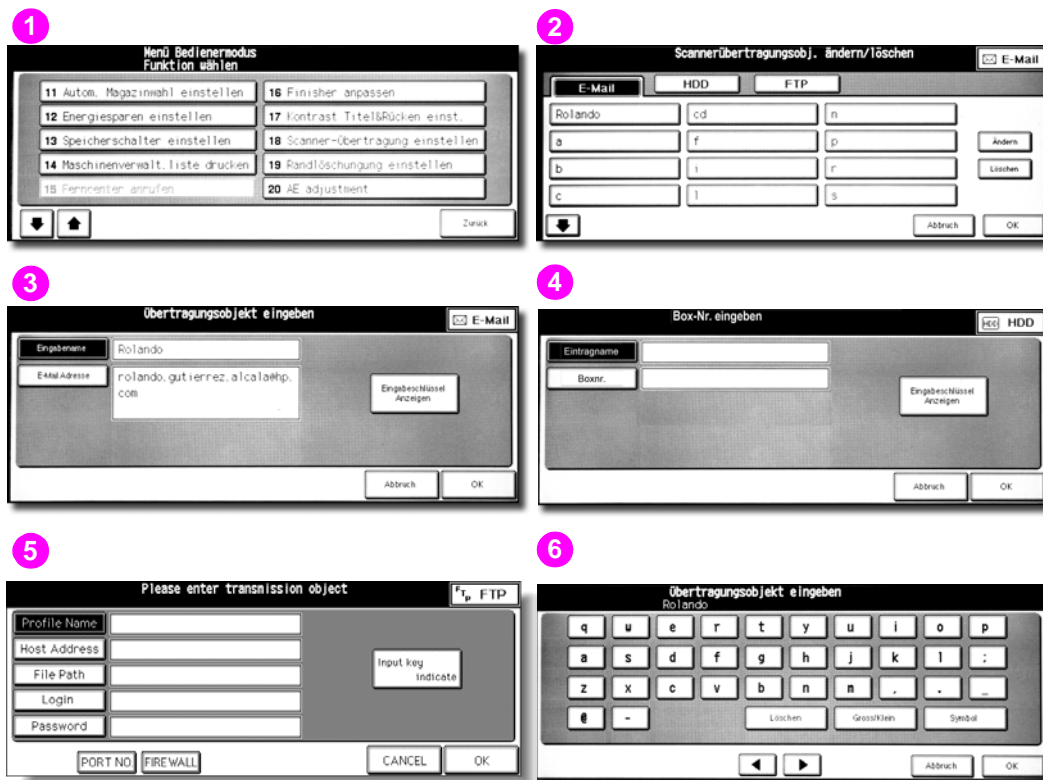 1
Menü Bedienermodus
Funktion wählen
11 Autom. Magazinwahl einstellen
16 Finisher anpassen
12 Energiesparen einstellen
17 Kontrast Titel&Rücken einst.
13 Speicherschalter einstellen
18 Scanner-Übertragung einstellen
14 Maschinenverwalt.liste drucken
19 Randlöschungung einstellen
15 Ferncenter anrufen
20 AE adjustment
Zurück
2
Scannerübertragungsobj. ändern/löschen
E-Mail
E-Mail
HDD
FTP
Rolando
cd
n
a
f
p
Ändern
b
i
r
Löschen
c
l
s
Abbruch
OK
3
Übertragungsobjekt eingeben
E-Mail
Eingabename
Rolando
E-Mail Adresse
rolando.gutierrez.alcala@hp.
com
Eingabeschlüssel
Anzeigen
Abbruch
OK
4
Box-Nr. eingeben
HDD HDD
Eintragname
Boxnr.
Eingabeschlüssel
Anzeigen
Abbruch
OK
5
Please enter transmission object
FTP FTP
Profile Name
Host Address
File Path
Login
Password
Input key
indicate
PORT NO.
FIREWALL
CANCEL
OK
6
Übertragungsobjekt eingeben
Rolando
q w e r t y u i o p
a s d f g h j k l ;
z x c v b n m , . _
@ -
Löschen
Gross/Klein
Symbol
Abbruch
OK